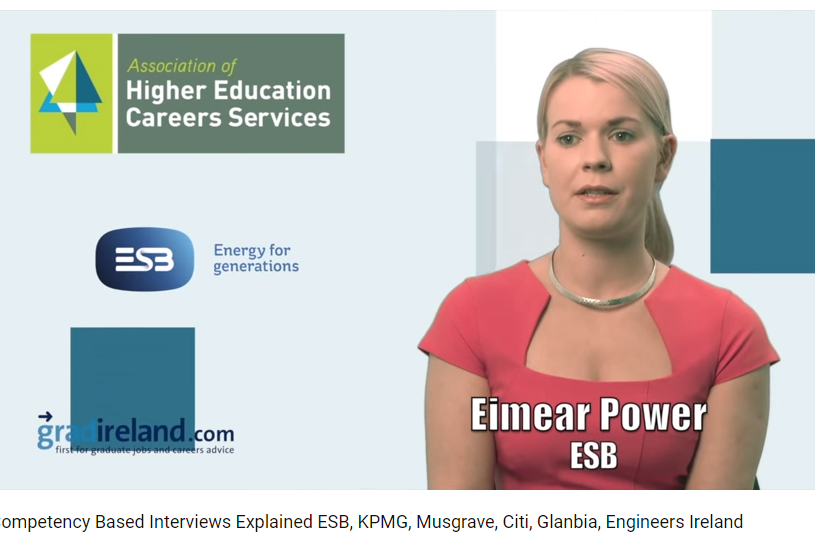 Association of
Higher Education
Careers Services
ESB
Energy for
generations
gradireland.com
first for graduate jobs and careers advice
Eimear Power
ESB
ompetency Based Interviews Explained ESB, KPMG, Musgrave, Citi, Glanbia, Engineers Ireland